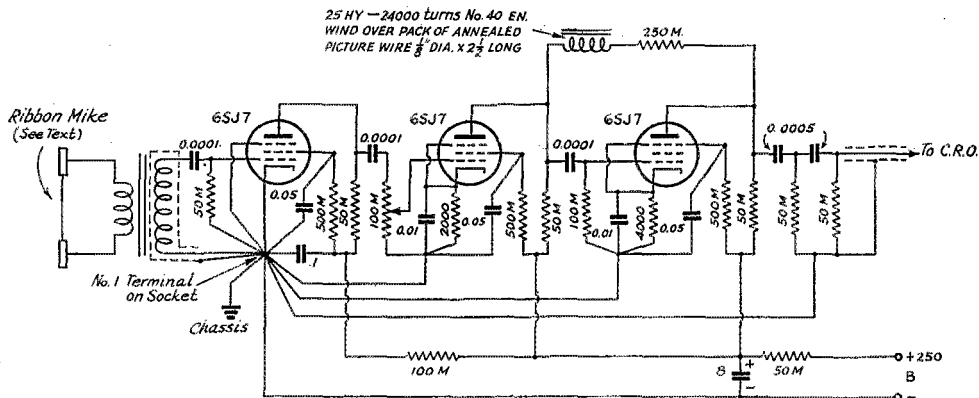 25 HY — 24000 turns No. 40 EN.
WIND OVER PACK OF ANNEALED
PICTURE WIRE 1/8" DIA. X 2 1/2 LONG
250 M.
Ribbon Mike
(See Text)
6SJ7
6SJ7
6SJ7
0.0001
0.0001
0.0001
0.0005
To C.R.O.
50 M
0.05
500 M
50 M
100 M
0.01
2000
0.05
500 M
50 M
100 M
0.01
4000
0.05
500 M
50 M
50 M
50 M
.1
No. 1 Terminal
on Socket
Chassis
100 M
8
+
-
50 M
+250
B
-